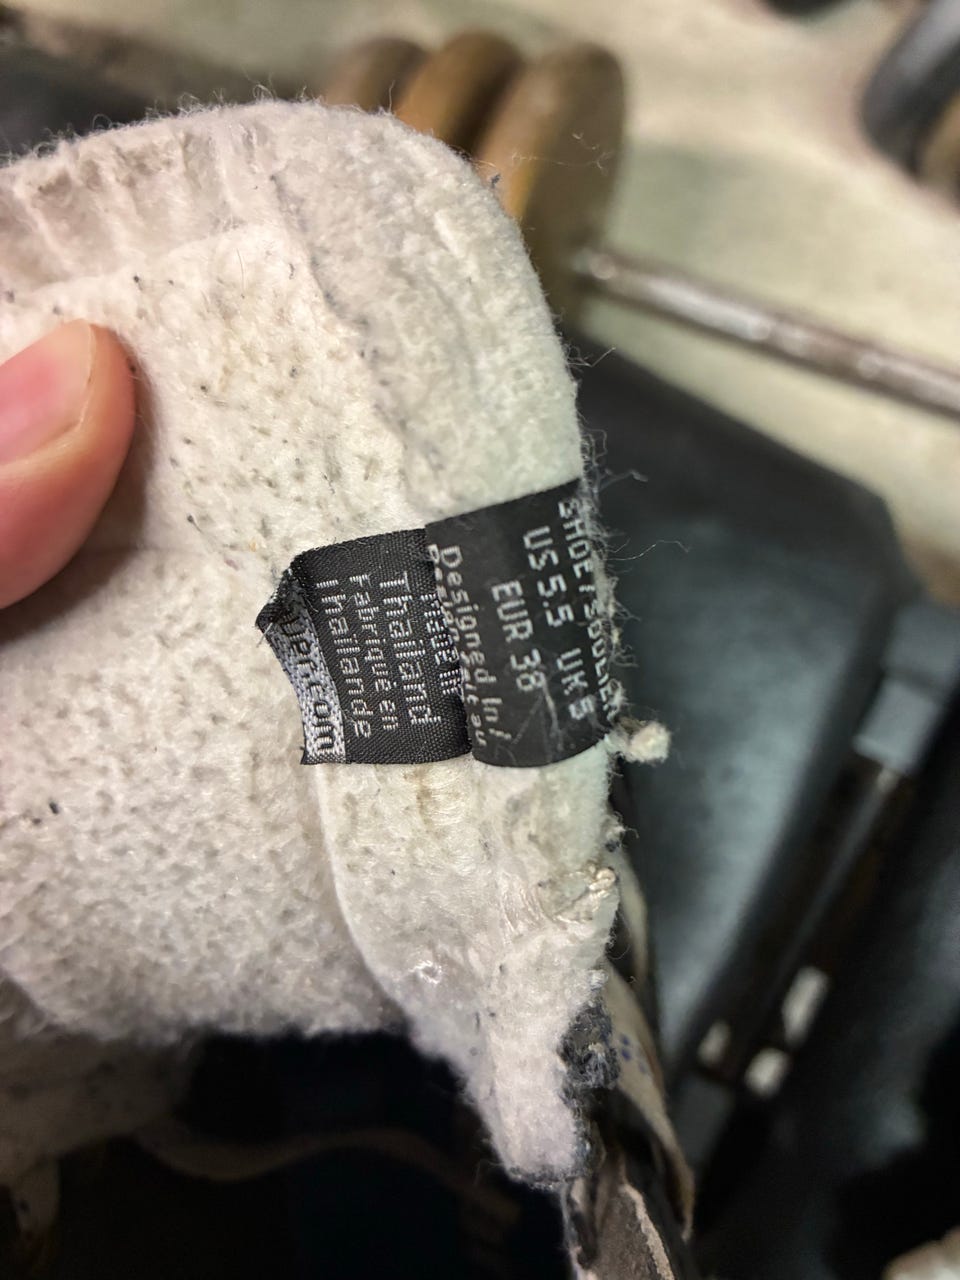 SHOE / SOULIER
US 5.5 UK 5
EUR 38
Designed In I
Made in
Thailand
Fabriqué en
Thaïlande